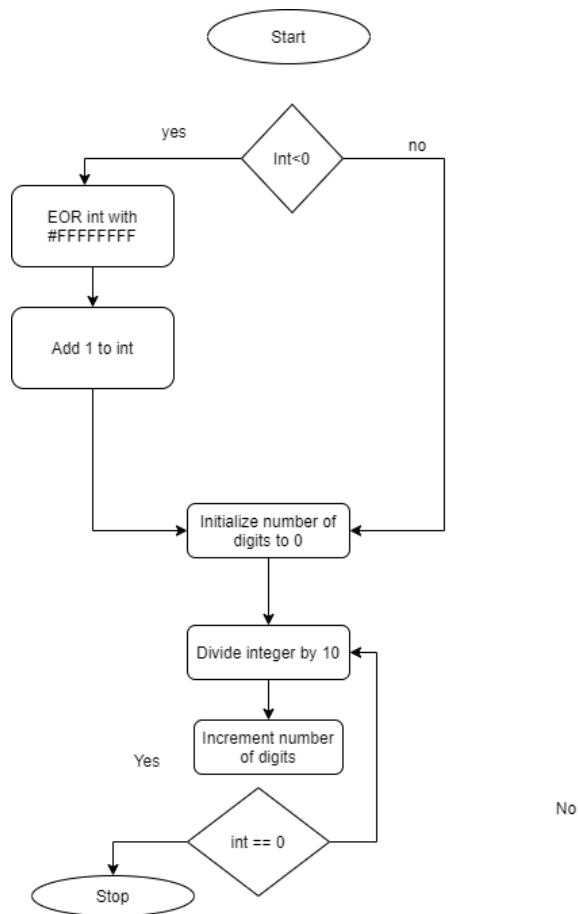 Start
yes
Int<0
no
EOR int with
#FFFFFFFF
Add 1 to int
Initialize number of
digits to 0
Divide integer by 10
Increment number
of digits
Yes
No
int == 0
Stop